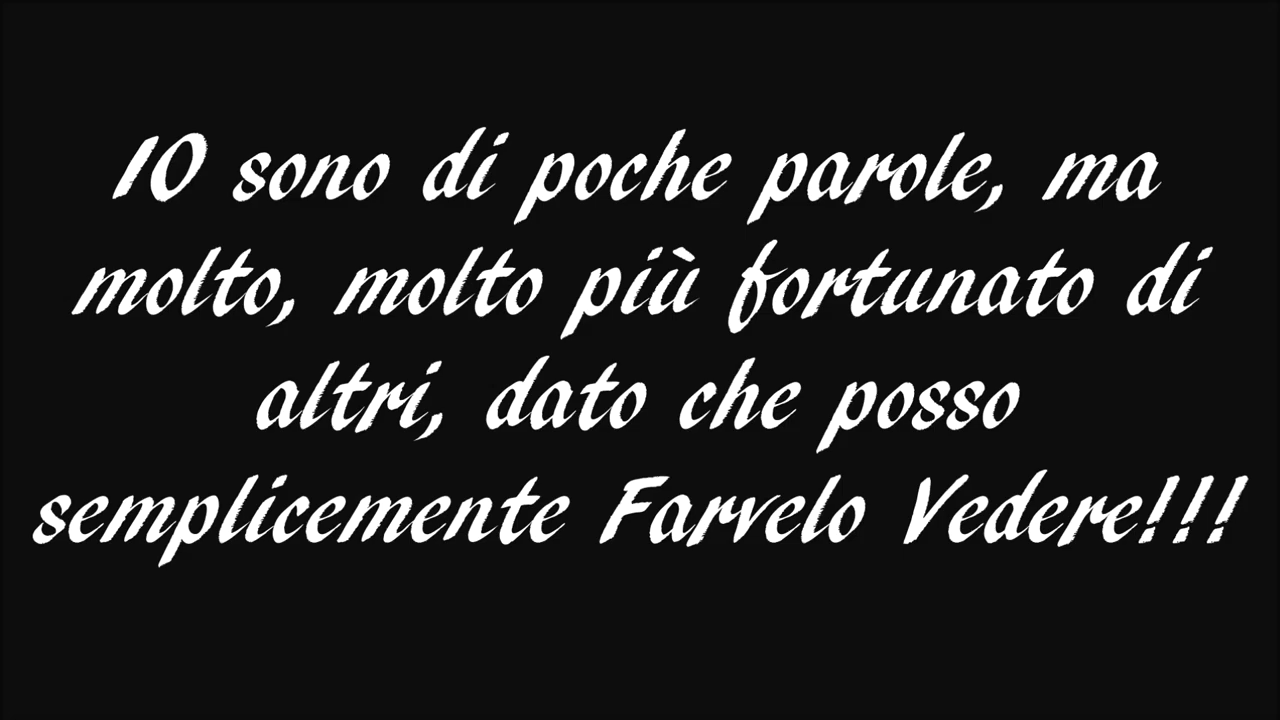 IO sono di poche parole, ma
molto, molto più fortunato di
altri, dato che posso
semplicemente Farvelo Vedere!!!